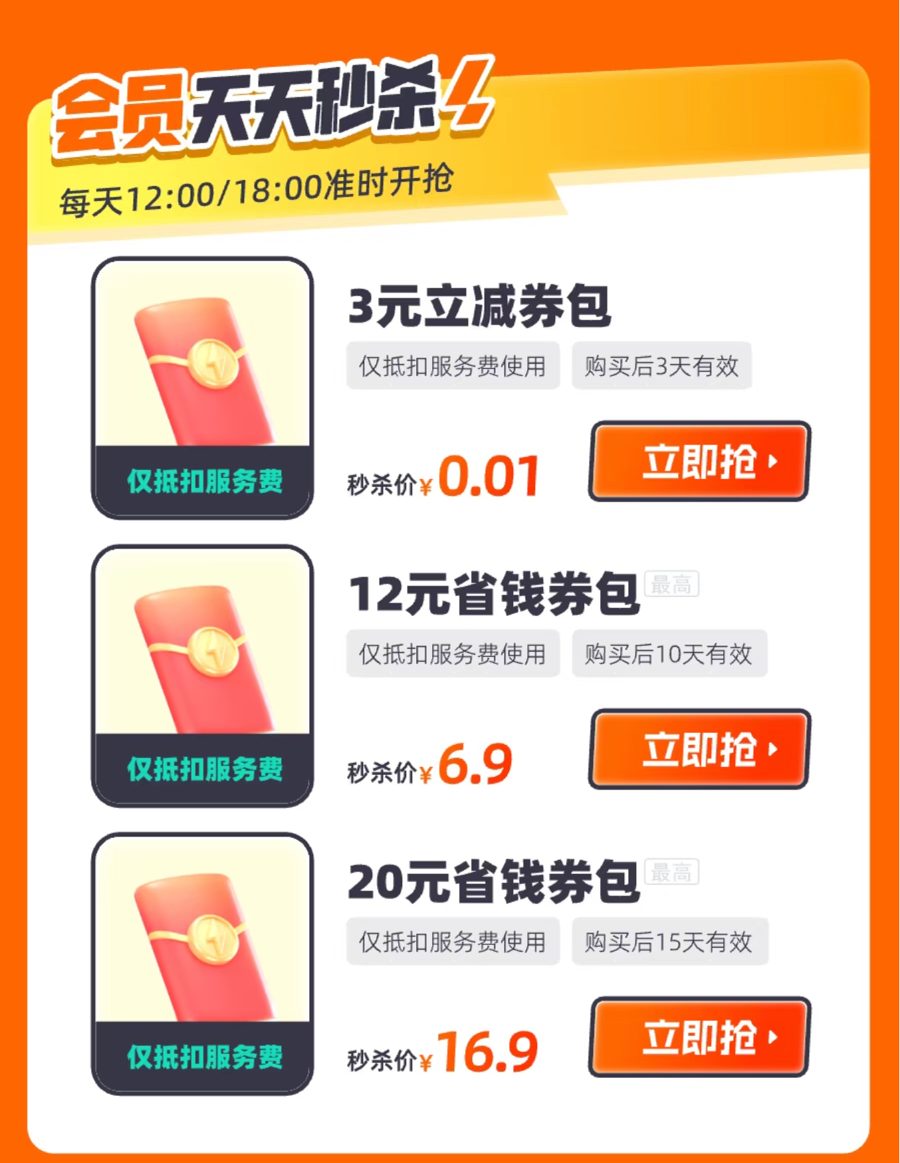 会员天天秒杀
每天12:00/18:00准时开抢
3元立减券包
仅抵扣服务费使用 购买后3天有效
仅抵扣服务费
秒杀价¥0.01 立即抢
12元省钱券包 最高
仅抵扣服务费使用 购买后10天有效
仅抵扣服务费
秒杀价¥6.9 立即抢
20元省钱券包 最高
仅抵扣服务费使用 购买后15天有效
仅抵扣服务费
秒杀价¥16.9 立即抢